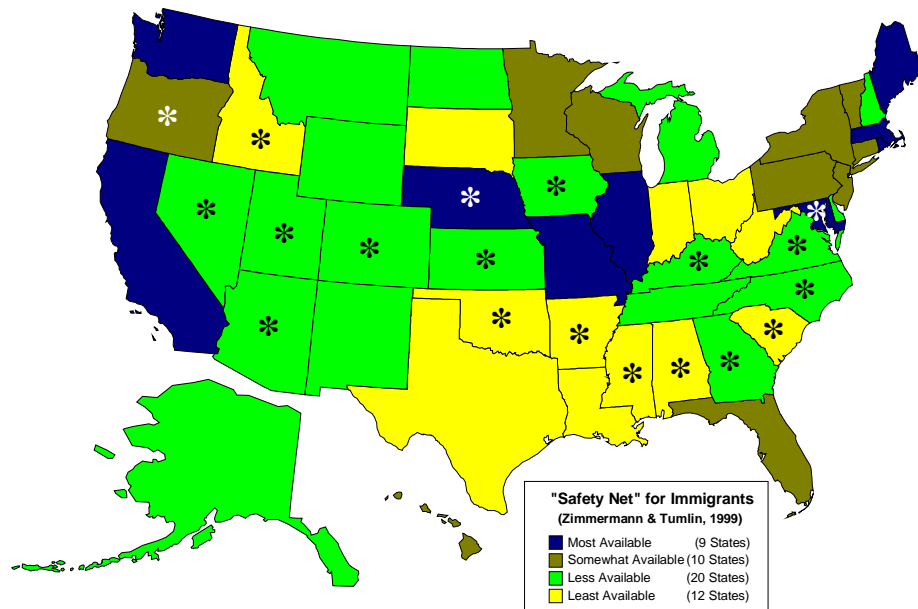 "Safety Net" for Immigrants
(Zimmermann & Tumlin, 1999)
Most Available (9 States)
Somewhat Available (10 States)
Less Available (20 States)
Least Available (12 States)